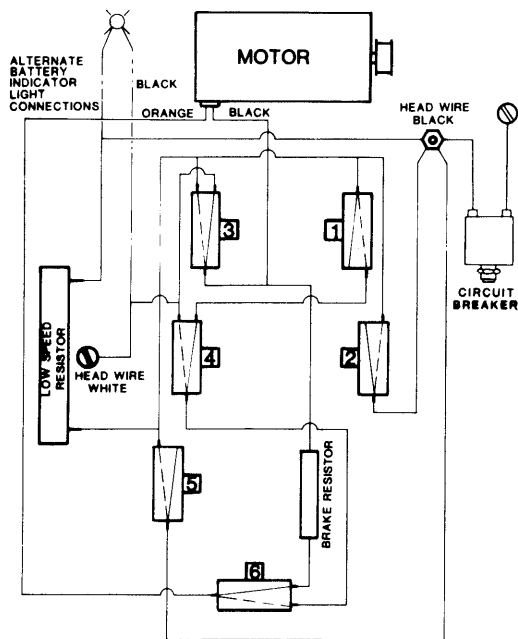 ALTERNATE
BATTERY
INDICATOR
LIGHT
CONNECTIONS
BLACK
MOTOR
ORANGE
BLACK
HEAD WIRE
BLACK
3
1
CIRCUIT
BREAKER
LOW SPEED
RESISTOR
4
2
HEAD WIRE
WHITE
5
BRAKE RESISTOR
6